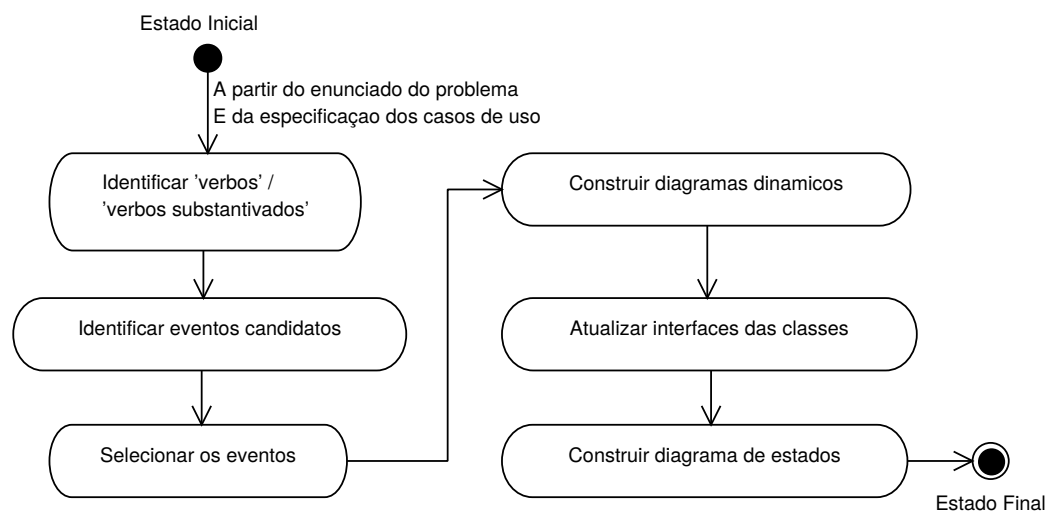 Estado Inicial
A partir do enunciado do problema
E da especificaçao dos casos de uso
Identificar ’verbos’ /
’verbos substantivados’
Identificar eventos candidatos
Selecionar os eventos
Construir diagramas dinamicos
Atualizar interfaces das classes
Construir diagrama de estados
Estado Final